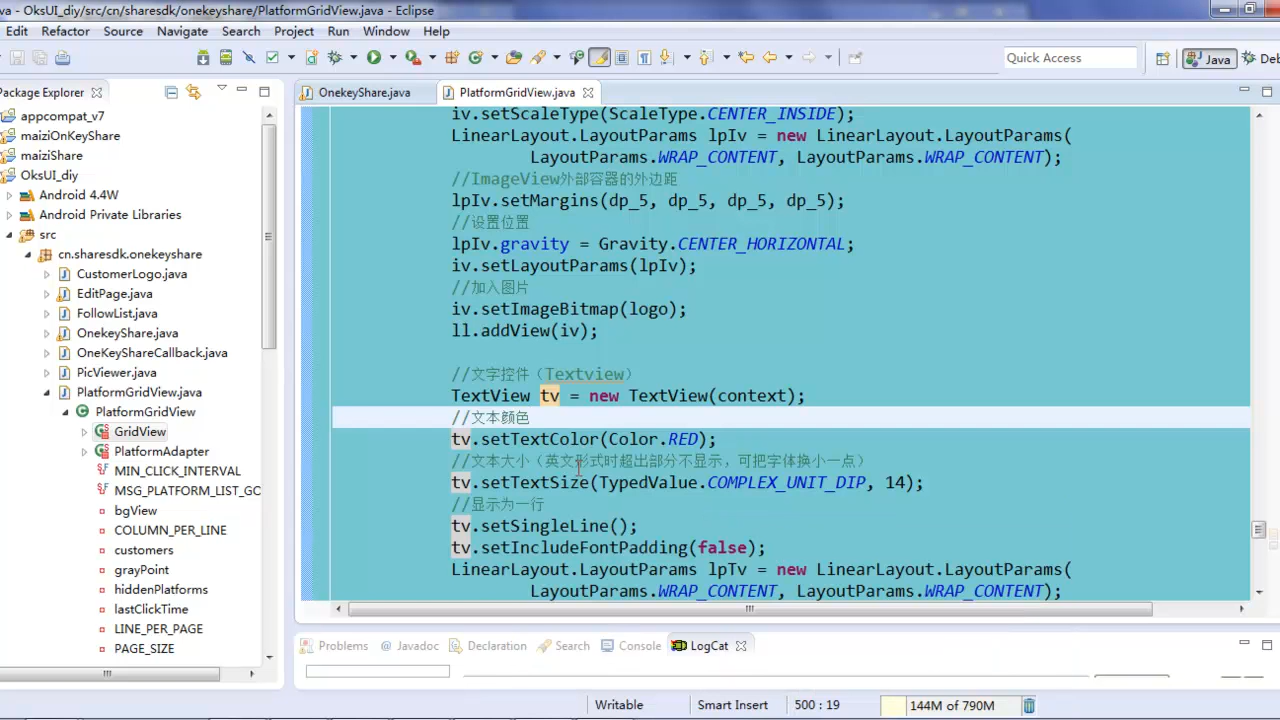 va - OksUI_diy/src/cn/sharesdk/onekeyshare/PlatformGridView.java - Eclipse
Edit Refactor Source Navigate Search Project Run Window Help
Quick Access Java Deb
Package Explorer
OnekeyShare.java PlatformGridView.java
appcompat_v7
maiziOnKeyShare
maiziShare
OksUI_diy
Android 4.4W
Android Private Libraries
src
cn.sharesdk.onekeyshare
CustomerLogo.java
EditPage.java
FollowList.java
OnekeyShare.java
OneKeyShareCallback.java
PicViewer.java
PlatformGridView.java
PlatformGridView
GridView
PlatformAdapter
MIN_CLICK_INTERVAL
MSG_PLATFORM_LIST_GC
bgView
COLUMN_PER_LINE
customers
grayPoint
hiddenPlatforms
lastClickTime
LINE_PER_PAGE
PAGE_SIZE
iv.setScaleType(ScaleType.CENTER_INSIDE);
LinearLayout.LayoutParams lpIv = new LinearLayout.LayoutParams(
LayoutParams.WRAP_CONTENT, LayoutParams.WRAP_CONTENT);
//ImageView外部容器的外边距
lpIv.setMargins(dp_5, dp_5, dp_5, dp_5);
//设置位置
lpIv.gravity = Gravity.CENTER_HORIZONTAL;
iv.setLayoutParams(lpIv);
//加入图片
iv.setImageBitmap(logo);
ll.addView(iv);
//文字控件（Textview）
TextView tv = new TextView(context);
//文本颜色
tv.setTextColor(Color.RED);
//文本大小（英文形式时超出部分不显示，可把字体换小一点）
tv.setTextSize(TypedValue.COMPLEX_UNIT_DIP, 14);
//显示为一行
tv.setSingleLine();
tv.setIncludeFontPadding(false);
LinearLayout.LayoutParams lpTv = new LinearLayout.LayoutParams(
LayoutParams.WRAP_CONTENT, LayoutParams.WRAP_CONTENT);
Problems Javadoc Declaration Search Console LogCat
Writable Smart Insert 500 : 19 144M of 790M